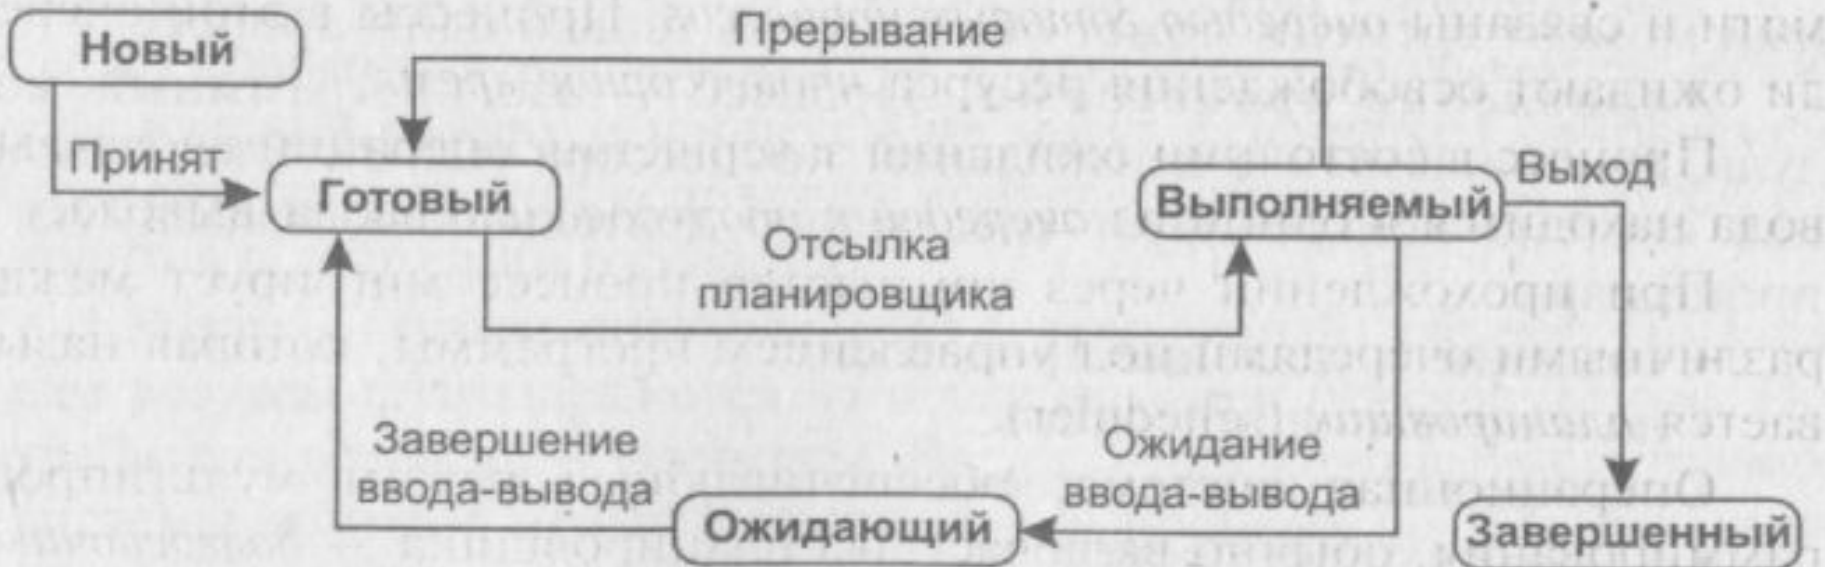 Прерывание
Новый
Принят
Готовый
Выполняемый
Выход
Отсылка
планировщика
Завершение
ввода-вывода
Ожидание
ввода-вывода
Ожидающий
Завершенный